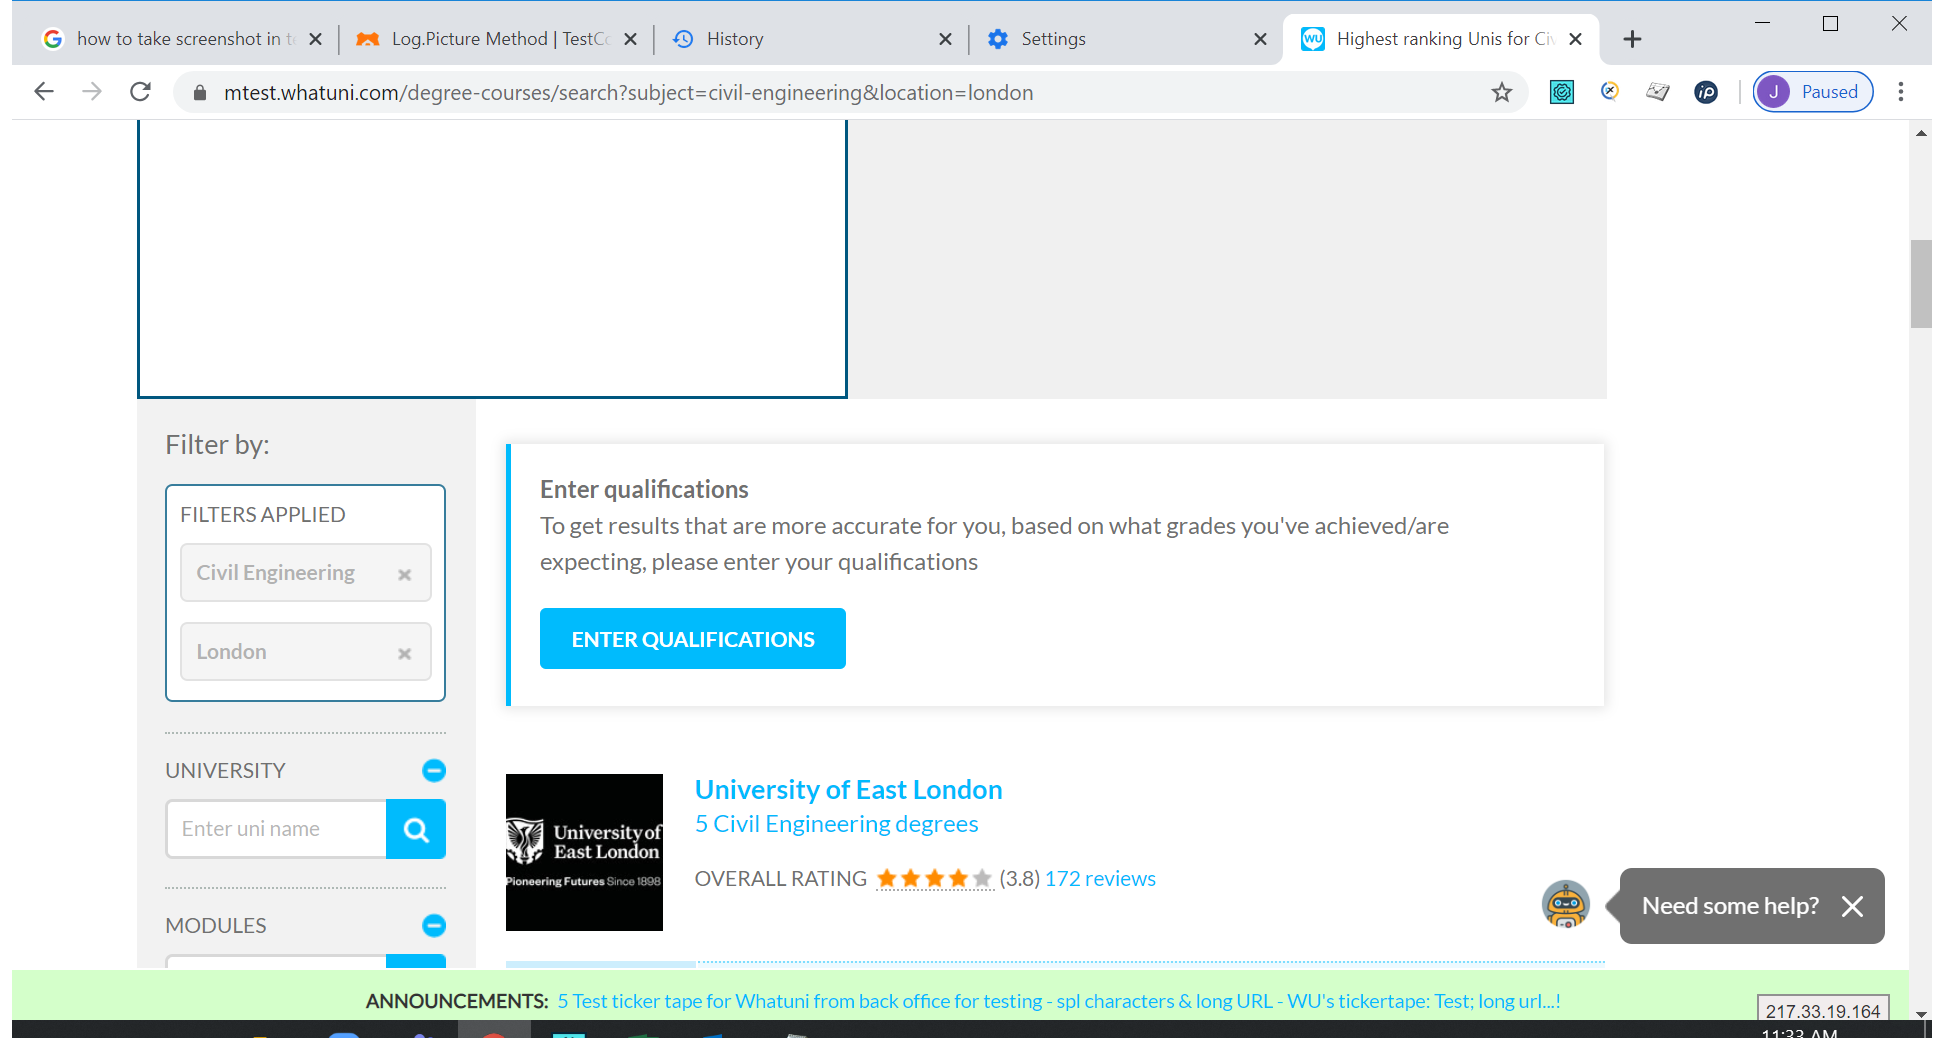 how to take screenshot in te
Log.Picture Method | TestCo
History
Settings
Highest ranking Unis for Civ
mtest.whatuni.com/degree-courses/search?subject=civil-engineering&location=london
J
Paused
Filter by:
FILTERS APPLIED
Civil Engineering
London
UNIVERSITY
Enter uni name
MODULES
Enter qualifications
To get results that are more accurate for you, based on what grades you've achieved/are
expecting, please enter your qualifications
ENTER QUALIFICATIONS
University of
East London
Pioneering Futures Since 1898
University of East London
5 Civil Engineering degrees
OVERALL RATING (3.8) 172 reviews
Need some help?
ANNOUNCEMENTS: 5 Test ticker tape for Whatuni from back office for testing - spl characters & long URL - WU's tickertape: Test; long url...!
217.33.19.164
11:33 AM